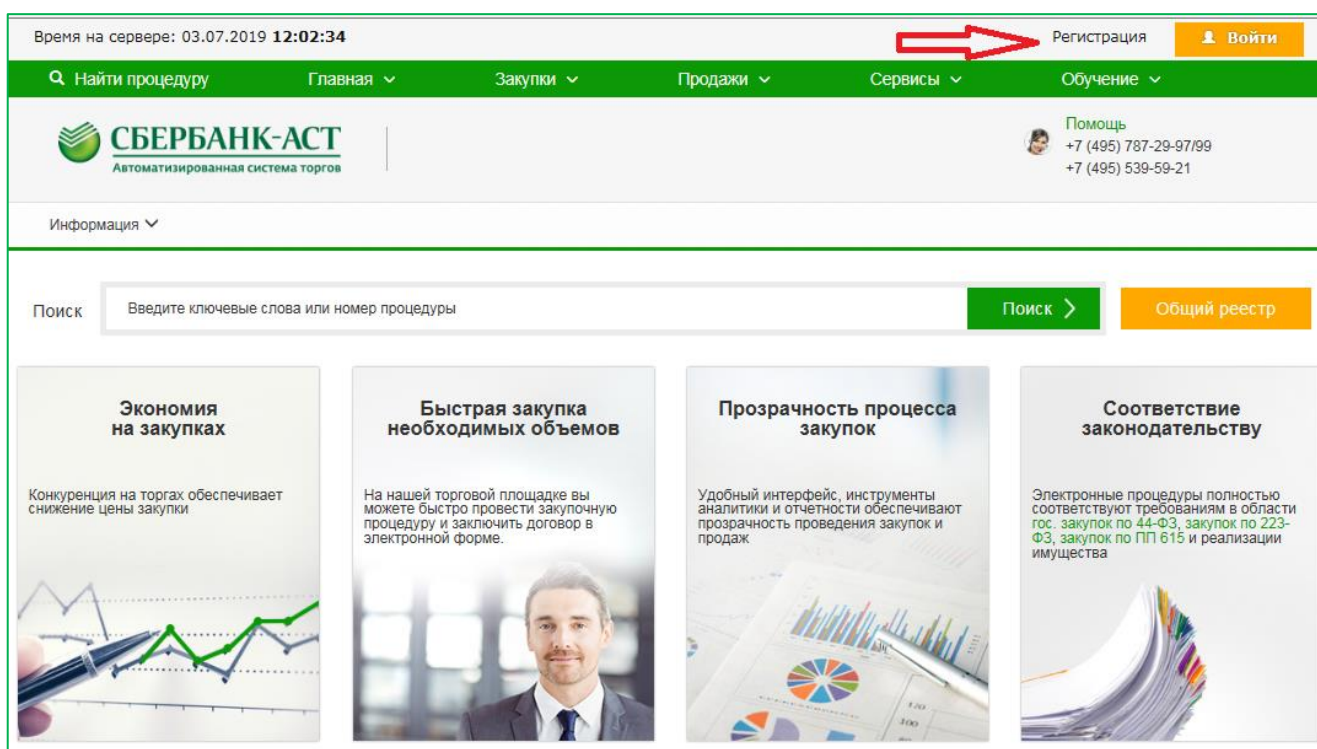 Время на сервере: 03.07.2019 12:02:34
Регистрация
Войти
Найти процедуру
Главная
Закупки
Продажи
Сервисы
Обучение
СБЕРБАНК-АСТ
Автоматизированная система торгов
Помощь
+7 (495) 787-29-97/99
+7 (495) 539-59-21
Информация
Поиск
Введите ключевые слова или номер процедуры
Поиск
Общий реестр
Экономия
на закупках
Конкуренция на торгах обеспечивает
снижение цены закупки
Быстрая закупка
необходимых объемов
На нашей торговой площадке вы
можете быстро провести закупочную
процедуру и заключить договор в
электронной форме.
Прозрачность процесса
закупок
Удобный интерфейс, инструменты
аналитики и отчетности обеспечивают
прозрачность проведения закупок и
продаж
120
100
Соответствие
законодательству
Электронные процедуры полностью
соответствуют требованиям в области
гос. закупок по 44-ФЗ, закупок по 223-
ФЗ, закупок по ПП 615 и реализации
имущества